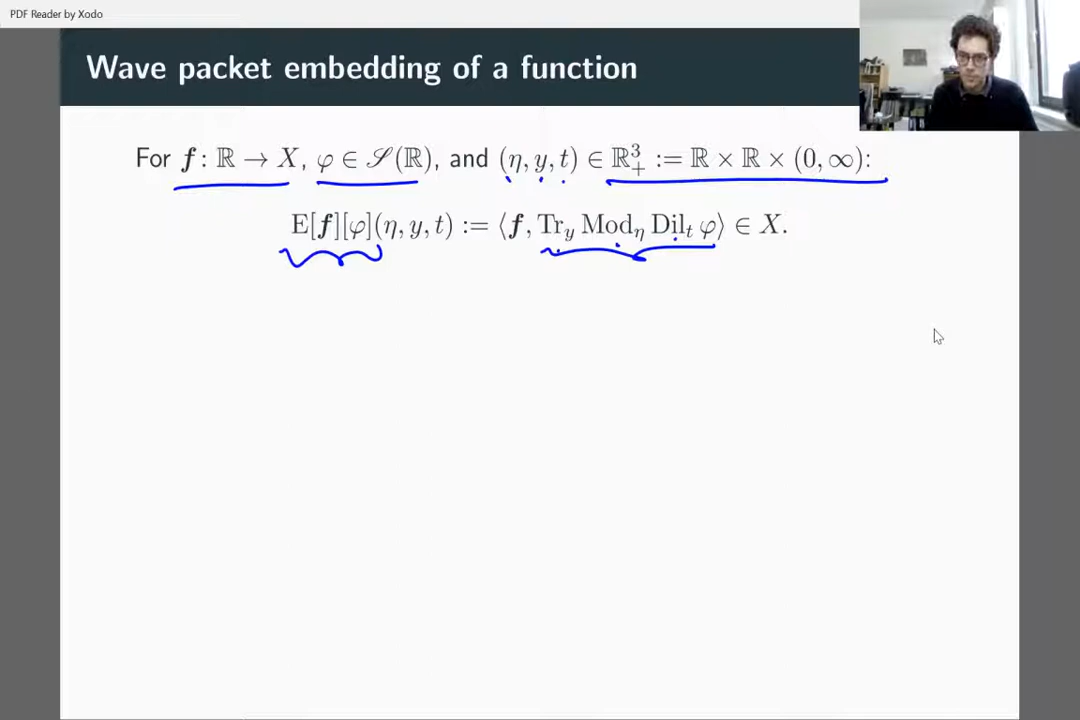 PDF Reader by Xodo
Wave packet embedding of a function
For f: ℝ → X, φ ∈ 𝒮(ℝ), and (η, y, t) ∈ ℝ³₊ := ℝ × ℝ × (0, ∞):
E[f][φ](η, y, t) := ⟨f, Tr_y Mod_η Dil_t φ⟩ ∈ X.